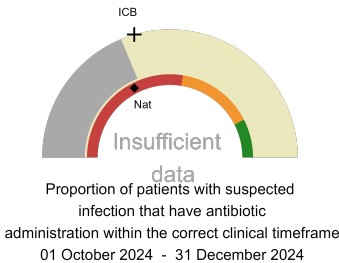 ICB
Nat
Insufficient
data
Proportion of patients with suspected
infection that have antibiotic
administration within the correct clinical timeframe
01 October 2024  -  31 December 2024